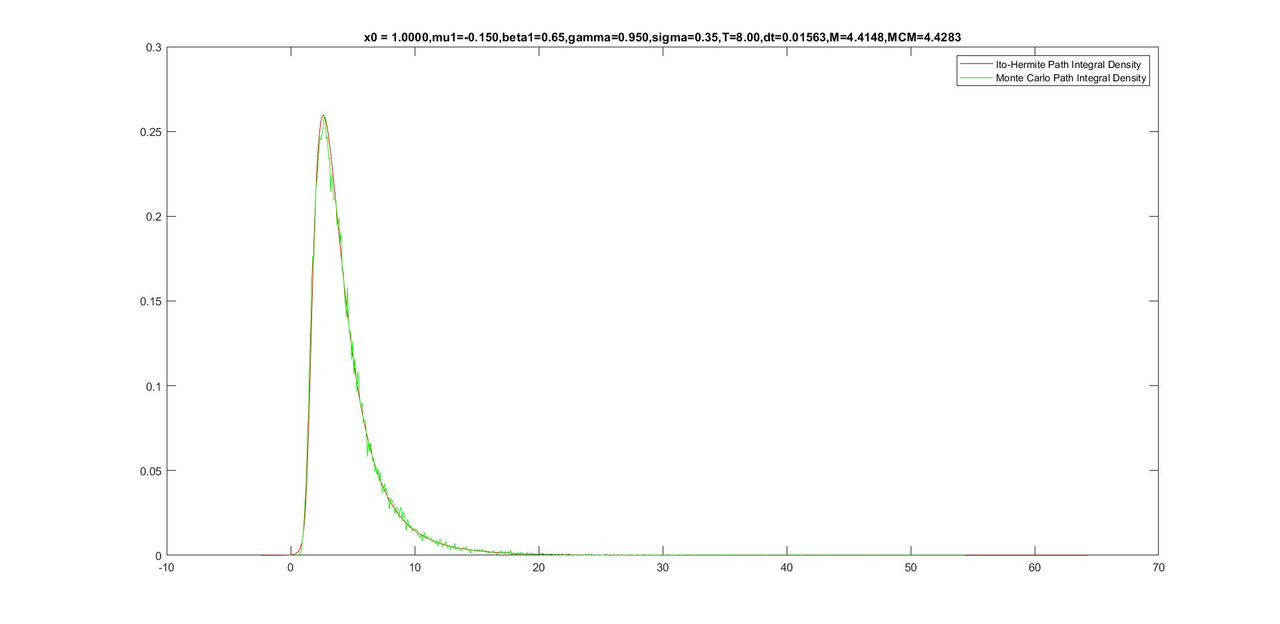 x0 = 1.0000,mu1=-0.150,beta1=0.65,gamma=0.950,sigma=0.35,T=8.00,dt=0.01563,M=4.4148,MCM=4.4283
Ito-Hermite Path Integral Density
Monte Carlo Path Integral Density
0.3
0.25
0.2
0.15
0.1
0.05
0
-10 0 10 20 30 40 50 60 70